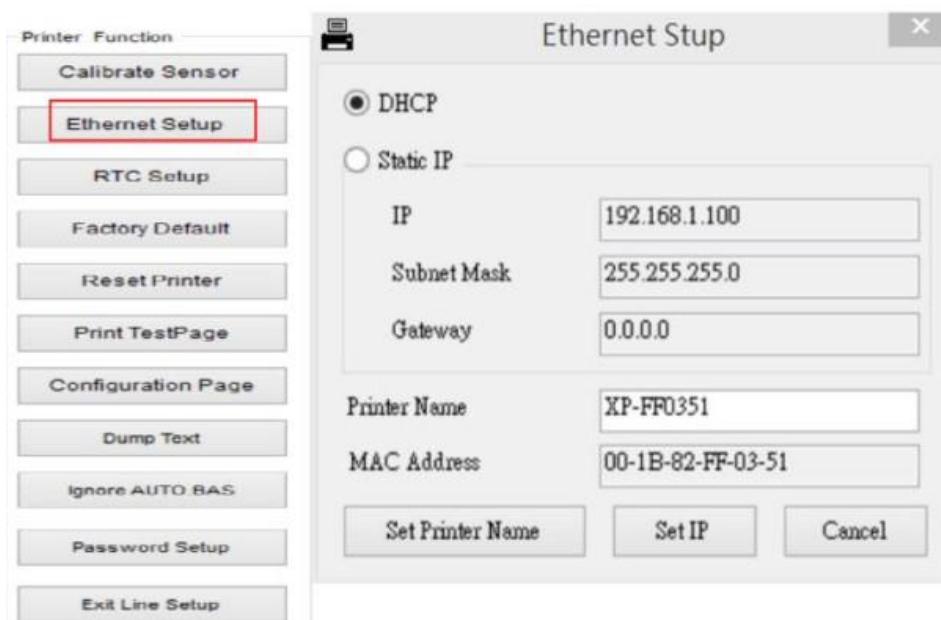 Printer Function
Calibrate Sensor
Ethernet Setup
RTC Setup
Factory Default
Reset Printer
Print TestPage
Configuration Page
Dump Text
Ignore AUTO.BAS
Password Setup
Exit Line Setup
Ethernet Stup
DHCP
Static IP
IP 192.168.1.100
Subnet Mask 255.255.255.0
Gateway 0.0.0.0
Printer Name XP-FF0351
MAC Address 00-1B-82-FF-03-51
Set Printer Name Set IP Cancel